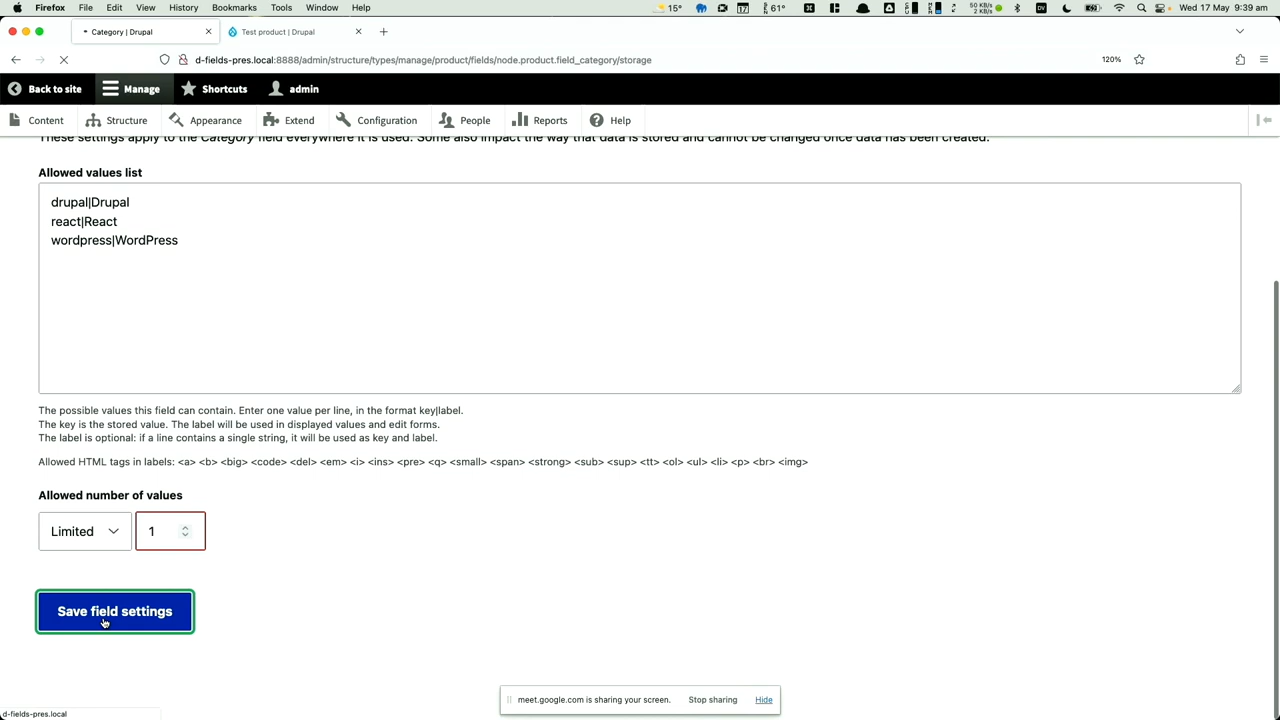 Firefox File Edit View History Bookmarks Tools Window Help 15° 17 61° 50 KB/s 2 KB/s DV Wed 17 May 9:39 am
Category | Drupal Test product | Drupal
d-fields-pres.local:8888/admin/structure/types/manage/product/fields/node.product.field_category/storage 120%
Back to site Manage Shortcuts admin
Content Structure Appearance Extend Configuration People Reports Help
These settings apply to the Category field everywhere it is used. Some also impact the way that data is stored and cannot be changed once data has been created.
Allowed values list
drupal|Drupal
react|React
wordpress|WordPress
The possible values this field can contain. Enter one value per line, in the format key|label.
The key is the stored value. The label will be used in displayed values and edit forms.
The label is optional: if a line contains a single string, it will be used as key and label.
Allowed HTML tags in labels: <a> <b> <big> <code> <del> <em> <i> <ins> <pre> <q> <small> <span> <strong> <sub> <sup> <tt> <ol> <ul> <li> <p> <br> <img>
Allowed number of values
Limited 1
Save field settings
meet.google.com is sharing your screen. Stop sharing Hide
d-fields-pres.local